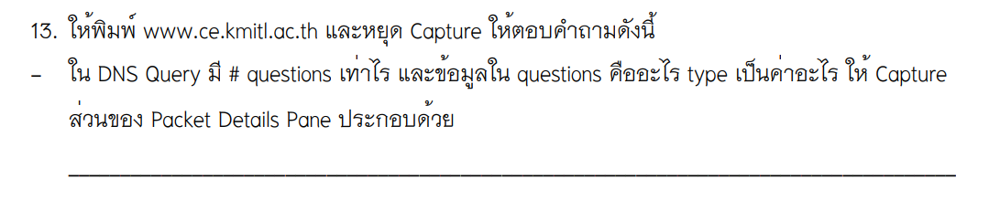 13. ให้พิมพ์ www.ce.kmitl.ac.th และหยุด Capture ให้ตอบคำถามดังนี้
- ใน DNS Query มี # questions เท่าไร และข้อมูลใน questions คืออะไร type เป็นค่าอะไร ให้ Capture
ส่วนของ Packet Details Pane ประกอบด้วย